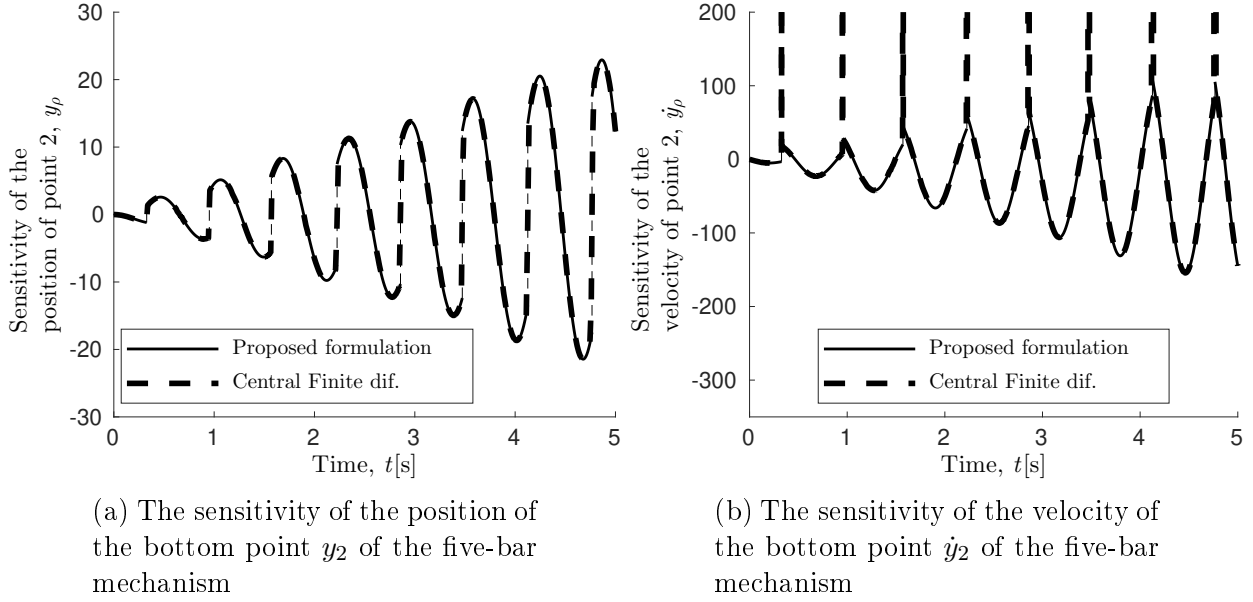 Sensitivity of the
position of point 2, yρ
30
20
10
0
-10
-20
-30
Proposed formulation
Central Finite dif.
0 1 2 3 4 5
Time, t[s]
(a) The sensitivity of the position of
the bottom point y2 of the five-bar
mechanism
Sensitivity of the
velocity of point 2, ẏρ
200
100
0
-100
-200
-300
Proposed formulation
Central Finite dif.
0 1 2 3 4 5
Time, t[s]
(b) The sensitivity of the velocity of
the bottom point ẏ2 of the five-bar
mechanism